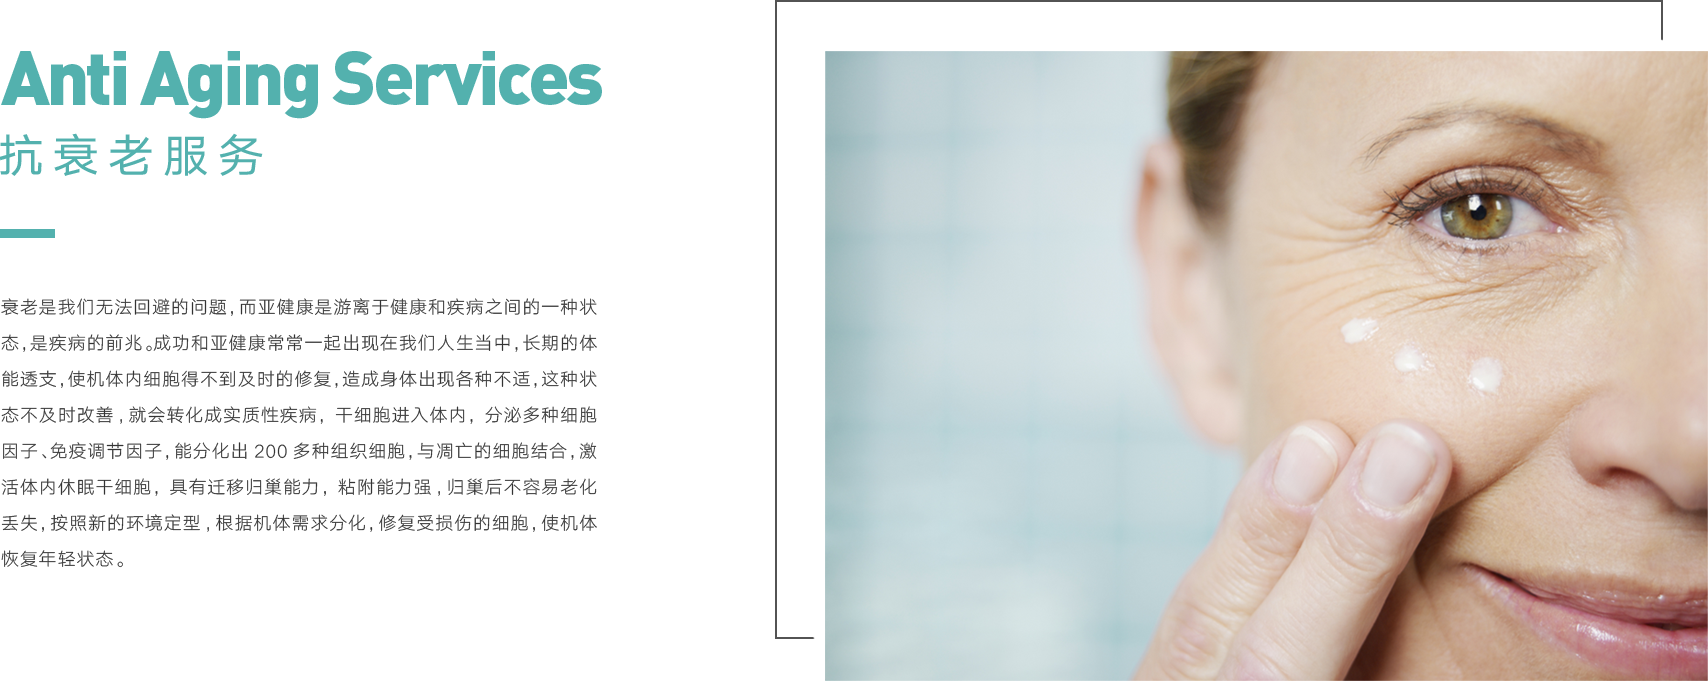 Anti Aging Services
抗衰老服务
衰老是我们无法回避的问题,而亚健康是游离于健康和疾病之间的一种状
态,是疾病的前兆。成功和亚健康常常一起出现在我们人生当中,长期的体
能透支,使机体内细胞得不到及时的修复,造成身体出现各种不适,这种状
态不及时改善,就会转化成实质性疾病, 干细胞进入体内, 分泌多种细胞
因子、免疫调节因子,能分化出 200 多种组织细胞,与凋亡的细胞结合,激
活体内休眠干细胞, 具有迁移归巢能力, 粘附能力强,归巢后不容易老化
丢失,按照新的环境定型,根据机体需求分化,修复受损伤的细胞,使机体
恢复年轻状态。